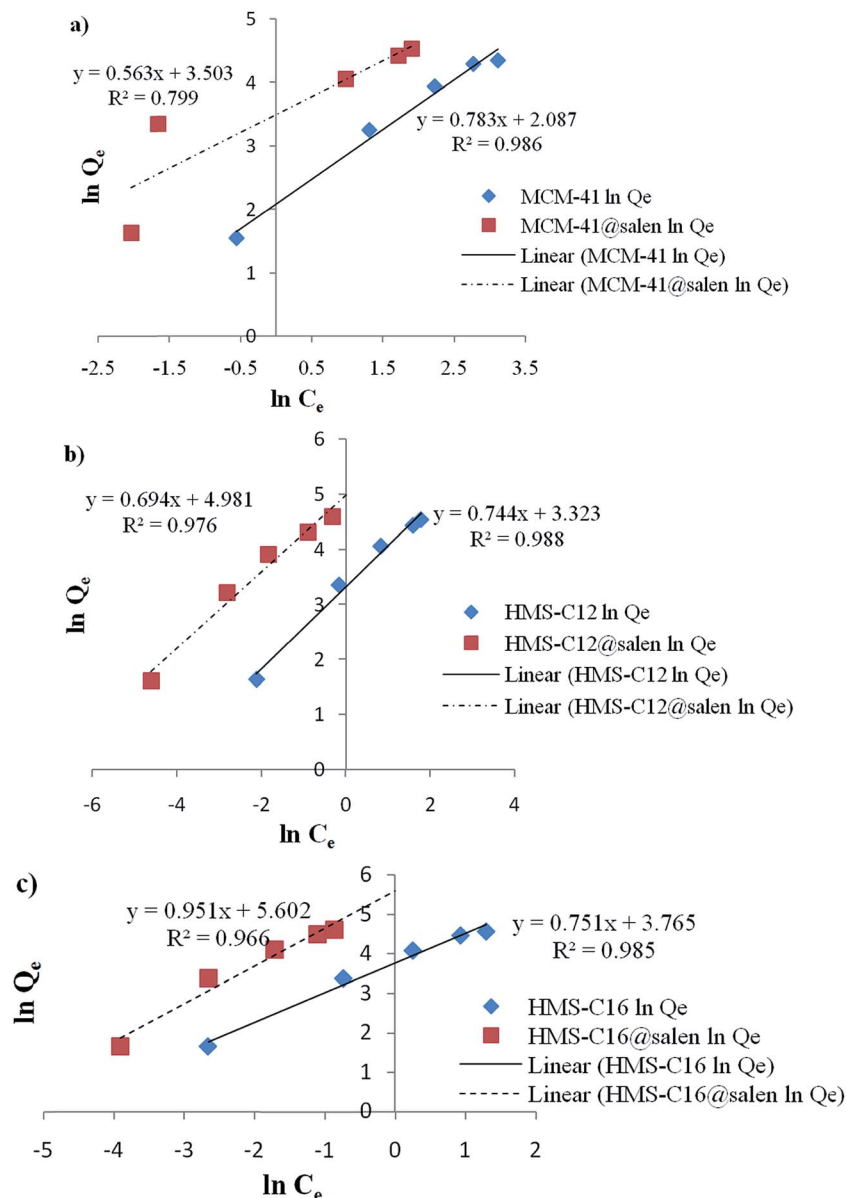 a)
5
4
3
2
1
0
y = 0.563x + 3.503
R² = 0.799
y = 0.783x + 2.087
R² = 0.986
ln Qe
MCM-41 ln Qe
MCM-41@salen ln Qe
Linear (MCM-41 ln Qe)
Linear (MCM-41@salen ln Qe)
-2.5 -1.5 -0.5 0.5 1.5 2.5 3.5
ln Ce
b)
6
5
4
3
2
1
0
y = 0.694x + 4.981
R² = 0.976
y = 0.744x + 3.323
R² = 0.988
ln Qe
HMS-C12 ln Qe
HMS-C12@salen ln Qe
Linear (HMS-C12 ln Qe)
Linear (HMS-C12@salen ln Qe)
-6 -4 -2 0 2 4
ln Ce
c)
6
5
4
3
2
1
0
y = 0.951x + 5.602
R² = 0.966
y = 0.751x + 3.765
R² = 0.985
ln Qe
HMS-C16 ln Qe
HMS-C16@salen ln Qe
Linear (HMS-C16 ln Qe)
Linear (HMS-C16@salen ln Qe)
-5 -4 -3 -2 -1 0 1 2
ln Ce